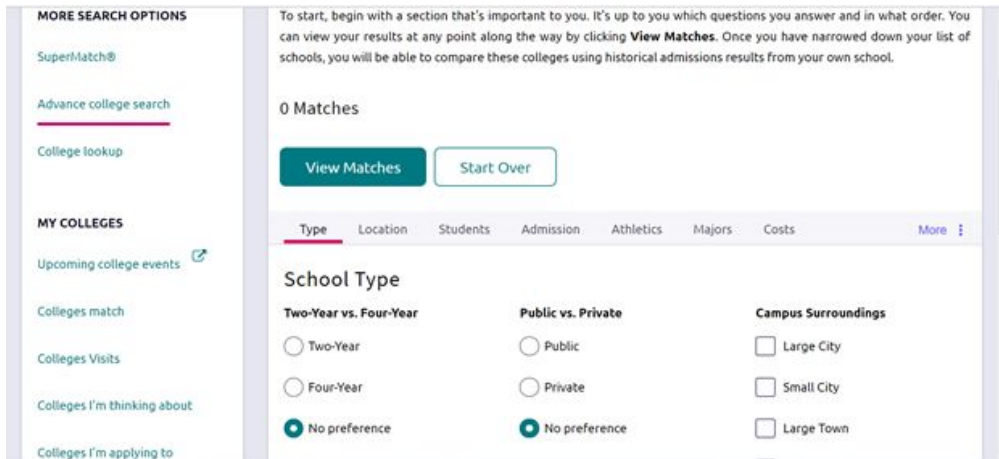 MORE SEARCH OPTIONS
SuperMatch®
Advance college search
College lookup
MY COLLEGES
Upcoming college events
Colleges match
Colleges Visits
Colleges I'm thinking about
Colleges I'm applying to
To start, begin with a section that's important to you. It's up to you which questions you answer and in what order. You
can view your results at any point along the way by clicking View Matches. Once you have narrowed down your list of
schools, you will be able to compare these colleges using historical admissions results from your own school.
0 Matches
View Matches Start Over
Type Location Students Admission Athletics Majors Costs More
School Type
Two-Year vs. Four-Year Public vs. Private Campus Surroundings
Two-Year Public Large City
Four-Year Private Small City
No preference No preference Large Town